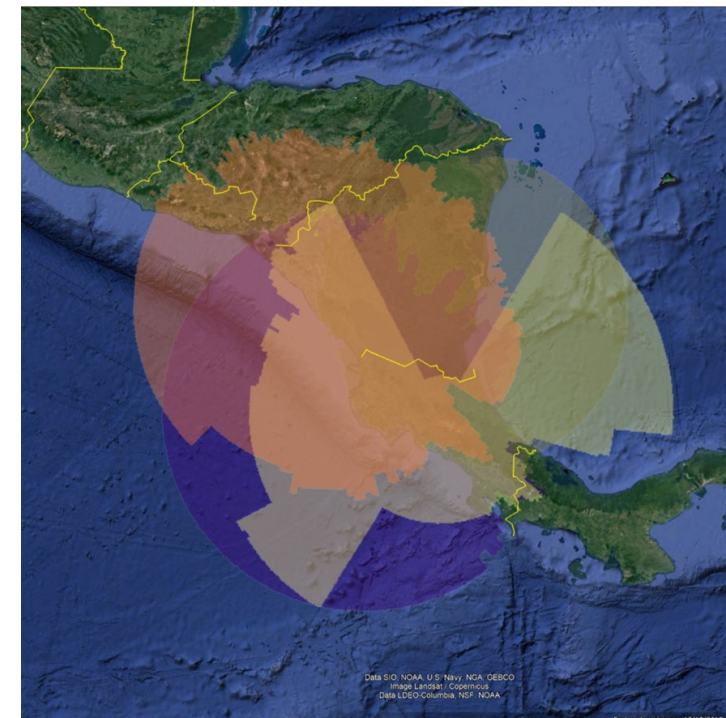 Data SIO, NOAA, U.S. Navy, NGA, GEBCO
Image Landsat / Copernicus
Data LDEO-Columbia, NSF, NOAA